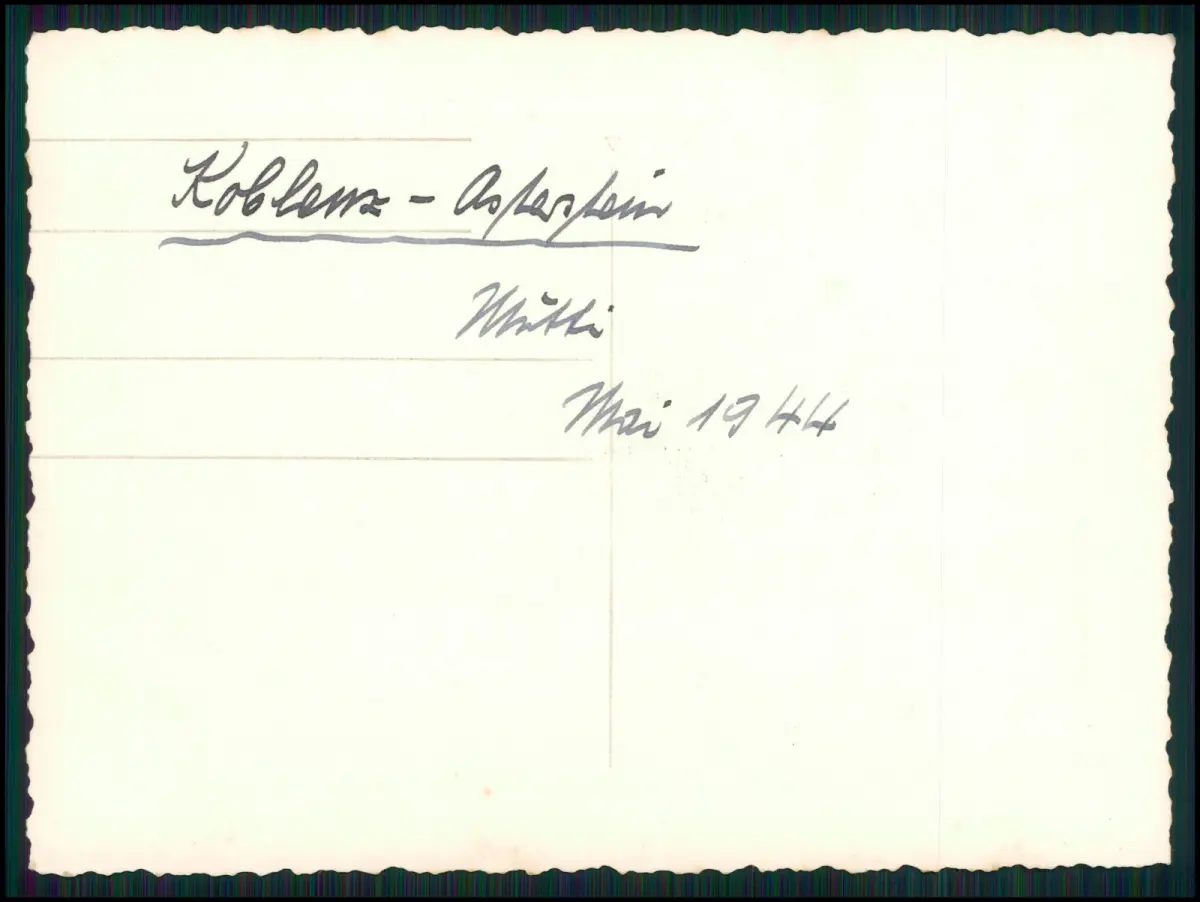 Koblenz - Asterstein
Mutti
Mai 1944